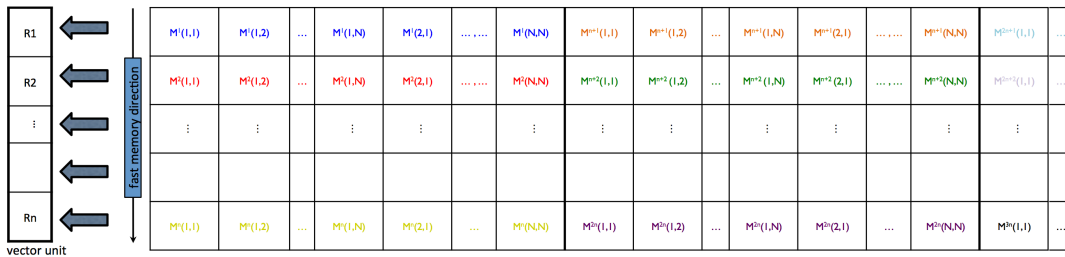 R1 M¹(1,1) M¹(1,2) ... M¹(1,N) M¹(2,1) ... , ... M¹(N,N) Mⁿ⁺¹(1,1) Mⁿ⁺¹(1,2) ... Mⁿ⁺¹(1,N) Mⁿ⁺¹(2,1) ... , ... Mⁿ⁺¹(N,N) M²ⁿ⁺¹(1,1) ...
R2 M²(1,1) M²(1,2) ... M²(1,N) M²(2,1) ... , ... M²(N,N) Mⁿ⁺²(1,1) Mⁿ⁺²(1,2) ... Mⁿ⁺²(1,N) Mⁿ⁺²(2,1) ... , ... Mⁿ⁺²(N,N) M²ⁿ⁺²(1,1) ...
⋮ ⋮ ⋮ ⋮ ⋮ ⋮ ⋮ ⋮ ⋮ ⋮ ⋮ ⋮
Rn Mⁿ(1,1) Mⁿ(1,2) ... Mⁿ(1,N) Mⁿ(2,1) ... Mⁿ(N,N) M²ⁿ(1,1) M²ⁿ(1,2) ... M²ⁿ(1,N) M²ⁿ(2,1) ... M²ⁿ(N,N) M³ⁿ(1,1) ...
fast memory direction
vector unit